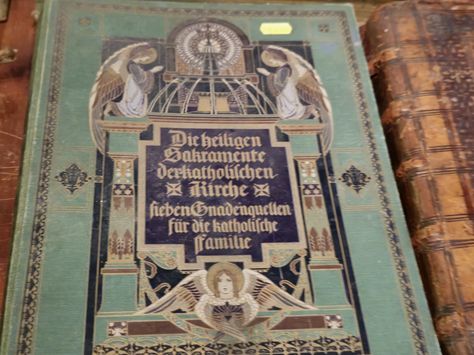 Die heiligen
Sakramente
der katholischen
Kirche
sieben Gnadenquellen
für die katholische
Familie